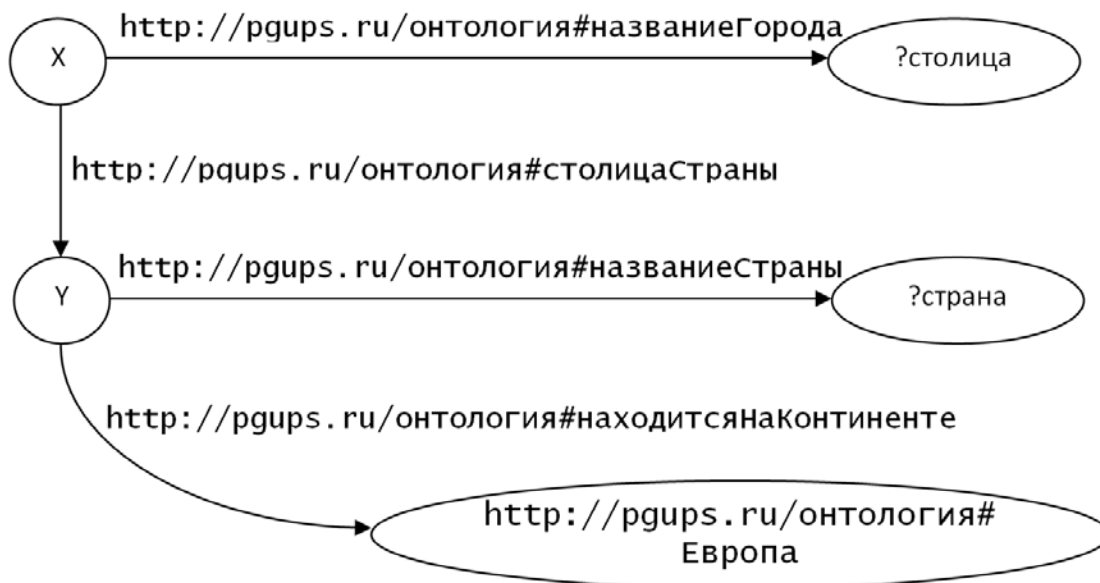 http://pgups.ru/онтология#названиеГорода
X
?столица
http://pgups.ru/онтология#столицаСтраны
http://pgups.ru/онтология#названиеСтраны
Y
?страна
http://pgups.ru/онтология#находитсяНаКонтиненте
http://pgups.ru/онтология#
Европа